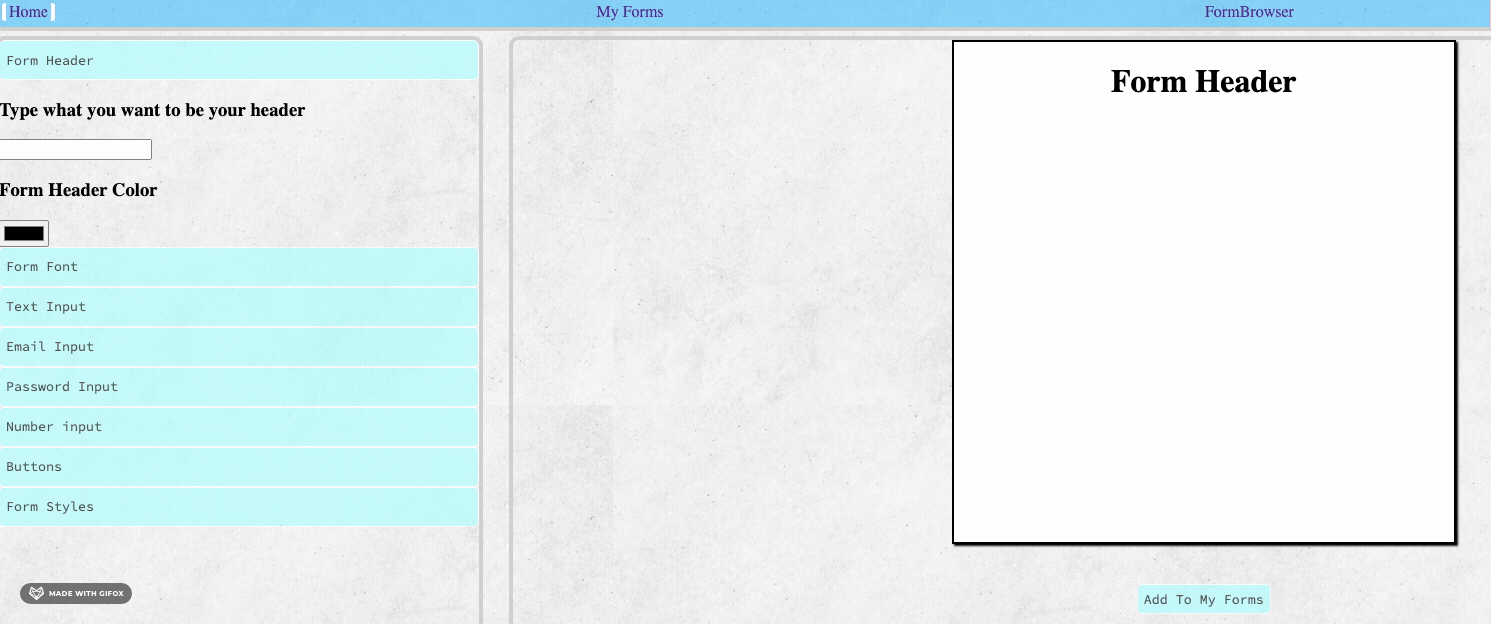 Home
My Forms
FormBrowser
Form Header
Type what you want to be your header
Form Header Color
Form Font
Text Input
Email Input
Password Input
Number input
Buttons
Form Styles
MADE WITH GIFOX
Form Header
Add To My Forms